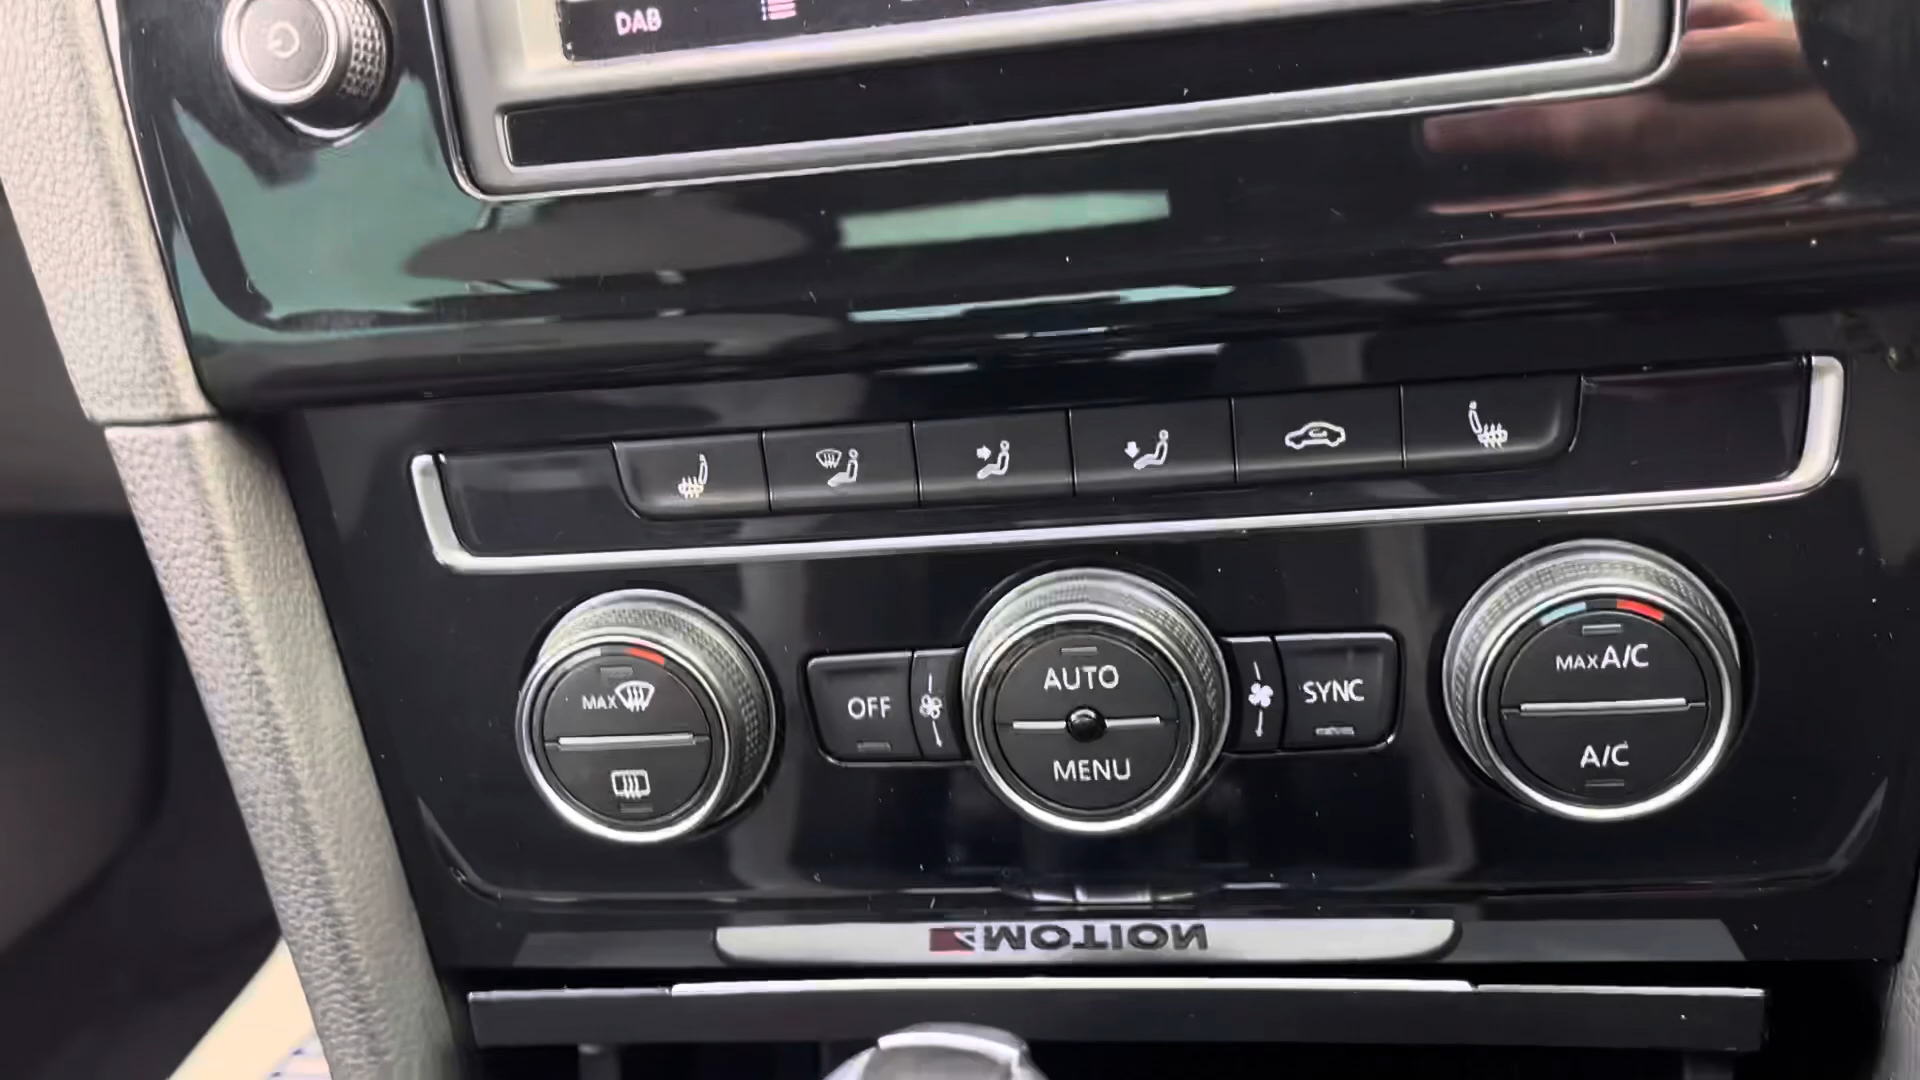 DAB
MAX
OFF
AUTO
MENU
SYNC
MAX A/C
A/C
MOTION